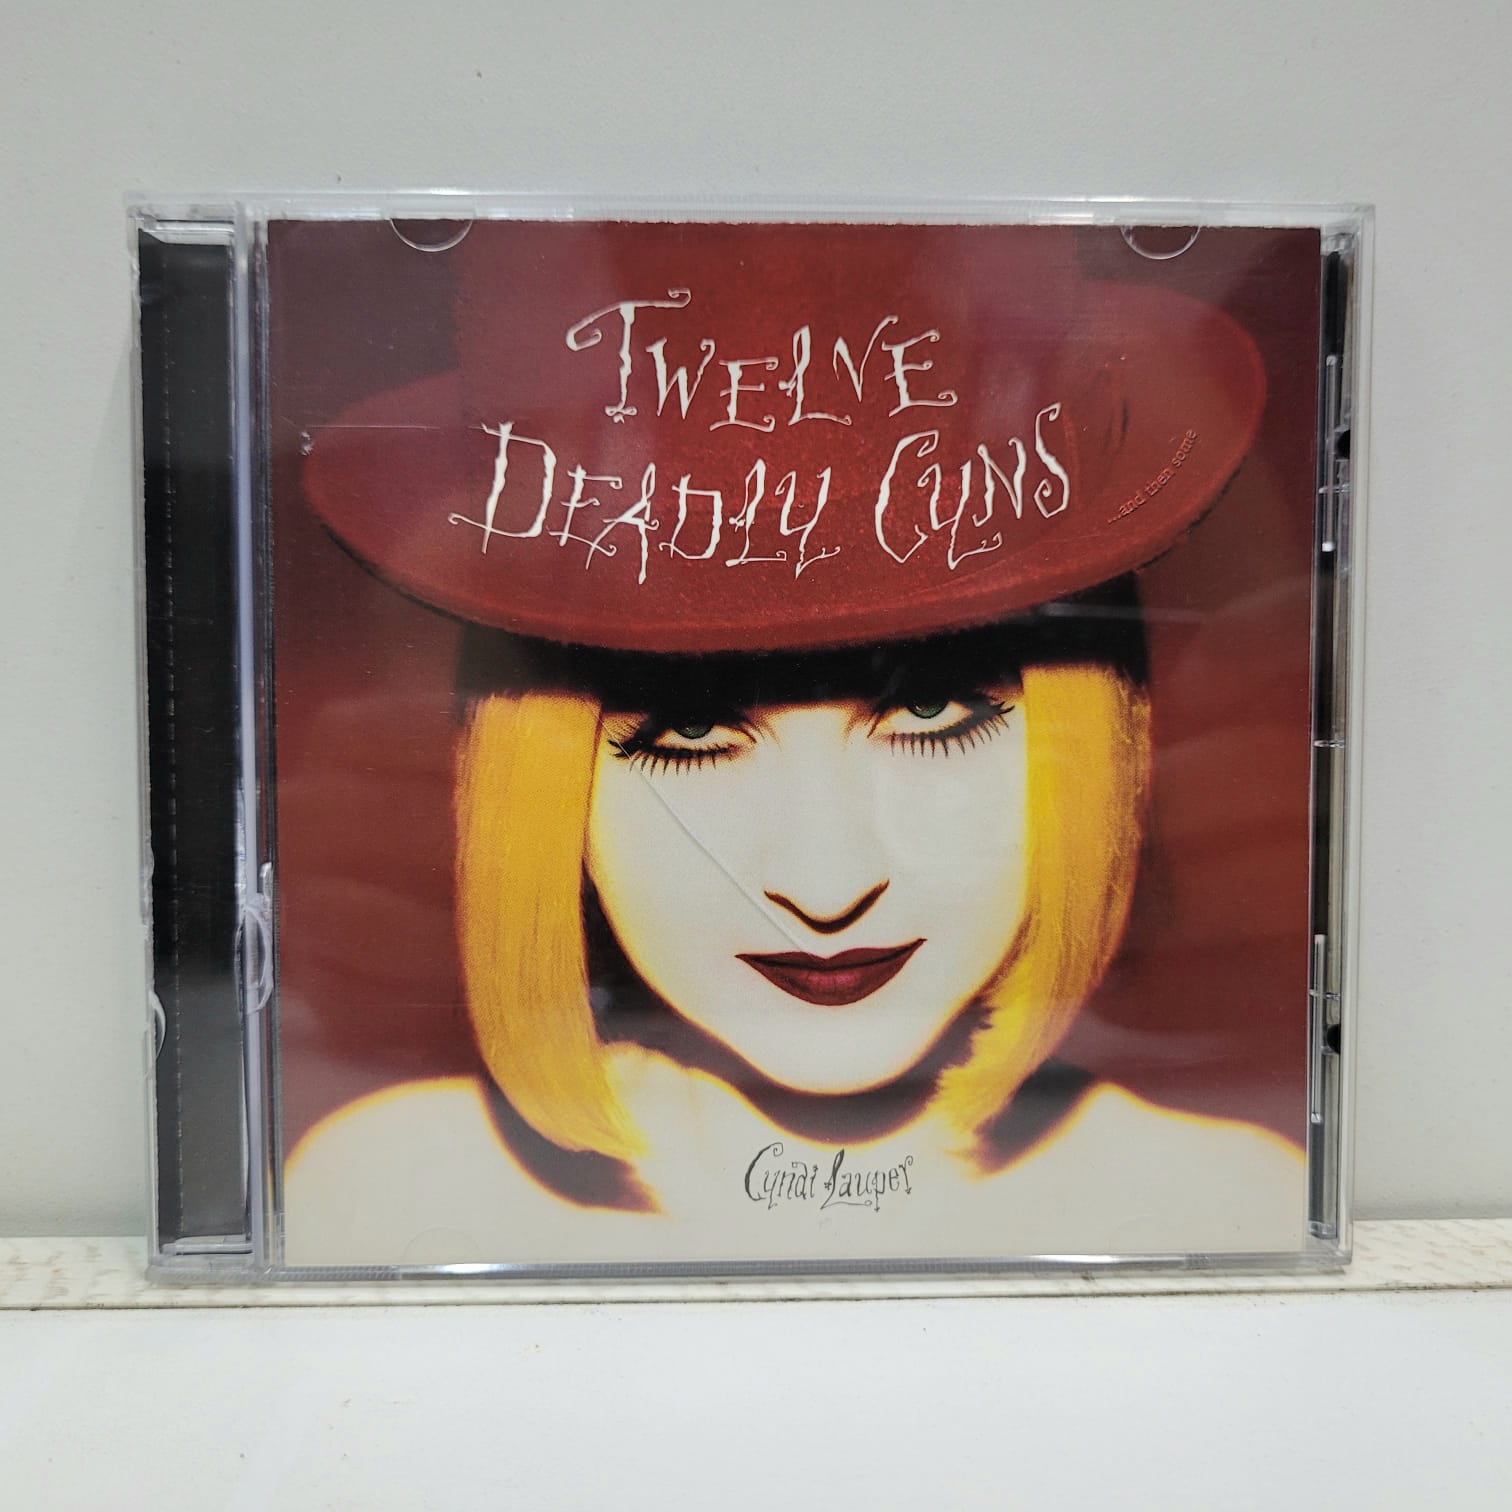 TWELVE
DEADLY CYNS
...and then some
Cyndi Lauper